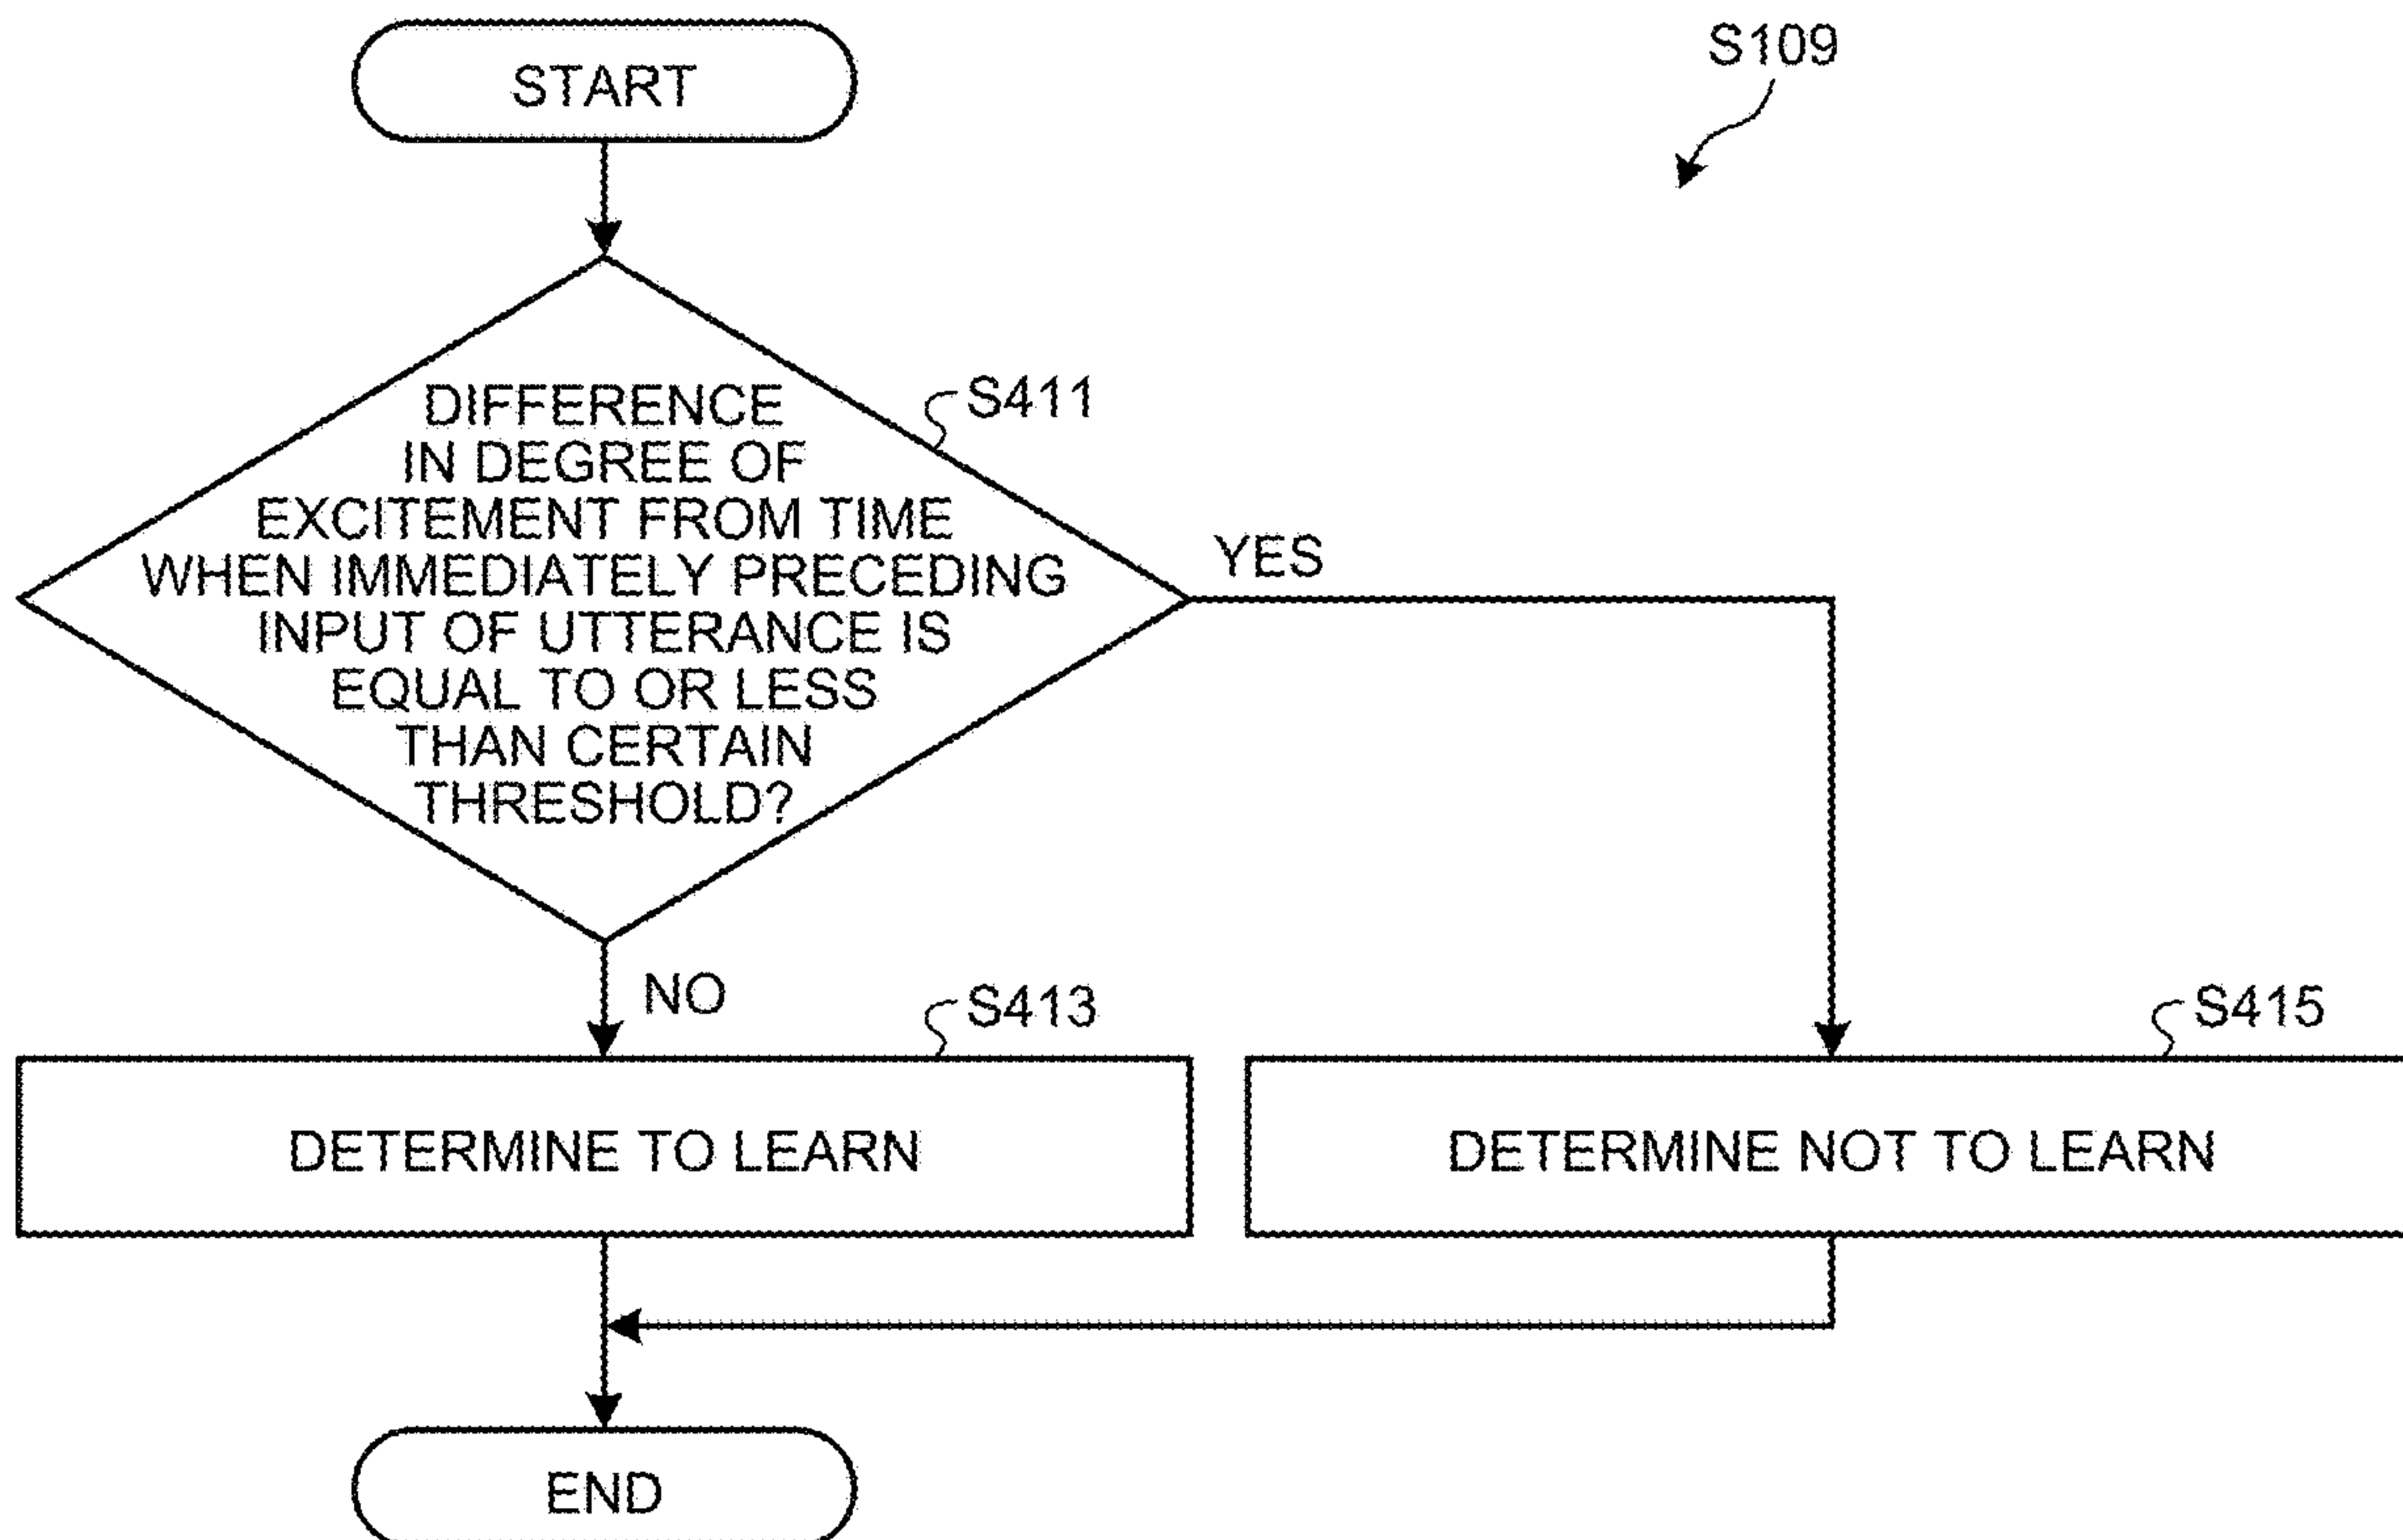 START
S109
DIFFERENCE
IN DEGREE OF
EXCITEMENT FROM TIME
WHEN IMMEDIATELY PRECEDING
INPUT OF UTTERANCE IS
EQUAL TO OR LESS
THAN CERTAIN
THRESHOLD?
S411
YES
NO
S413
S415
DETERMINE TO LEARN
DETERMINE NOT TO LEARN
END